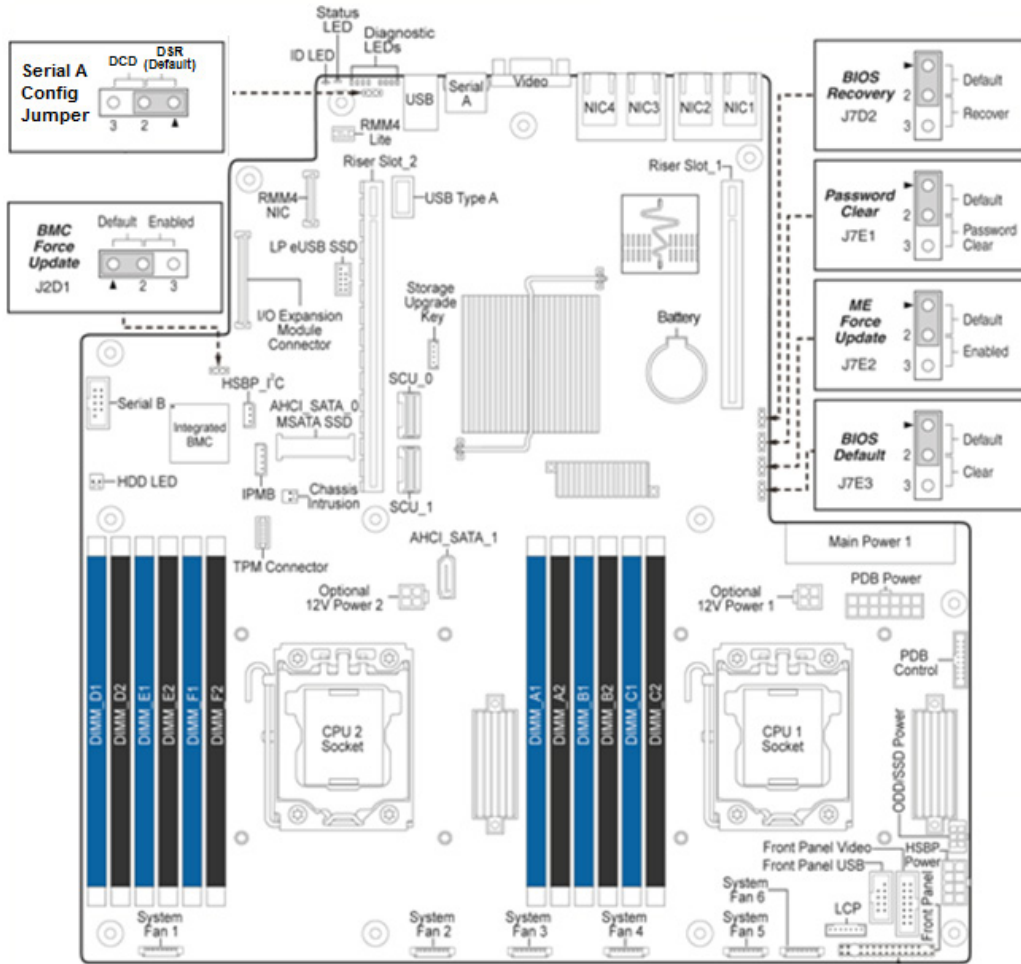 Status
LED
Diagnostic
LEDs
ID LED
Serial A
Config
Jumper
DCD
DSR
(Default)
3 2
USB
Serial
A
Video
NIC4
NIC3
NIC2
NIC1
BIOS
Recovery
J7D2
2
3
Default
Recover
RMM4
Lite
Riser Slot_2
Riser Slot_1
RMM4
NIC
USB Type A
Password
Clear
J7E1
2
3
Default
Password
Clear
BMC
Force
Update
J2D1
Default Enabled
2 3
LP eUSB SSD
I/O Expansion
Module
Connector
Storage
Upgrade
Key
Battery
ME
Force
Update
J7E2
2
3
Default
Enabled
HSBP_I²C
SCU_0
Serial B
Integrated
BMC
AHCI_SATA_0
MSATA SSD
BIOS
Default
J7E3
2
3
Default
Clear
HDD LED
IPMB
Chassis
Intrusion
SCU_1
TPM Connector
AHCI_SATA_1
Main Power 1
Optional
12V Power 2
Optional
12V Power 1
PDB Power
PDB
Control
DIMM_D1
DIMM_D2
DIMM_E1
DIMM_E2
DIMM_F1
DIMM_F2
CPU 2
Socket
DIMM_A1
DIMM_A2
DIMM_B1
DIMM_B2
DIMM_C1
DIMM_C2
CPU 1
Socket
ODD/SSD Power
Front Panel Video
Front Panel USB
HSBP
Power
Front Panel
LCP
System
Fan 1
System
Fan 2
System
Fan 3
System
Fan 4
System
Fan 5
System
Fan 6